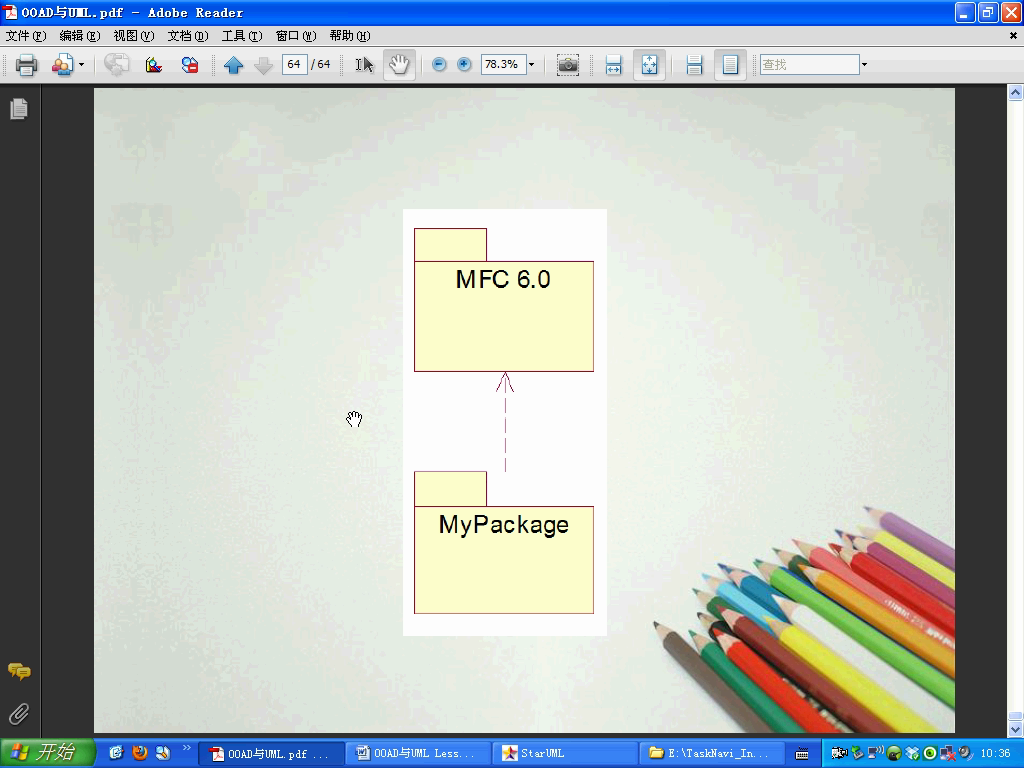 OOAD与UML.pdf - Adobe Reader
文件(F) 编辑(E) 视图(V) 文档(D) 工具(T) 窗口(W) 帮助(H)
64 / 64 78.3% 查找
MFC 6.0
MyPackage
开始 OOAD与UML.pdf ... OOAD与UML Less... StarUML E:\TaskNavi_In... 10:36